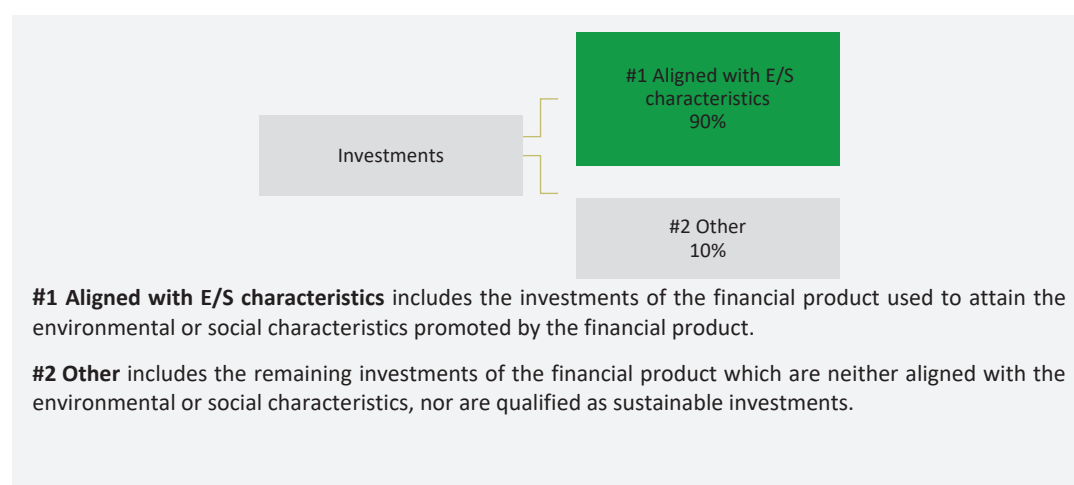 #1 Aligned with E/S
characteristics
90%
Investments
#2 Other
10%
#1 Aligned with E/S characteristics includes the investments of the financial product used to attain the
environmental or social characteristics promoted by the financial product.
#2 Other includes the remaining investments of the financial product which are neither aligned with the
environmental or social characteristics, nor are qualified as sustainable investments.